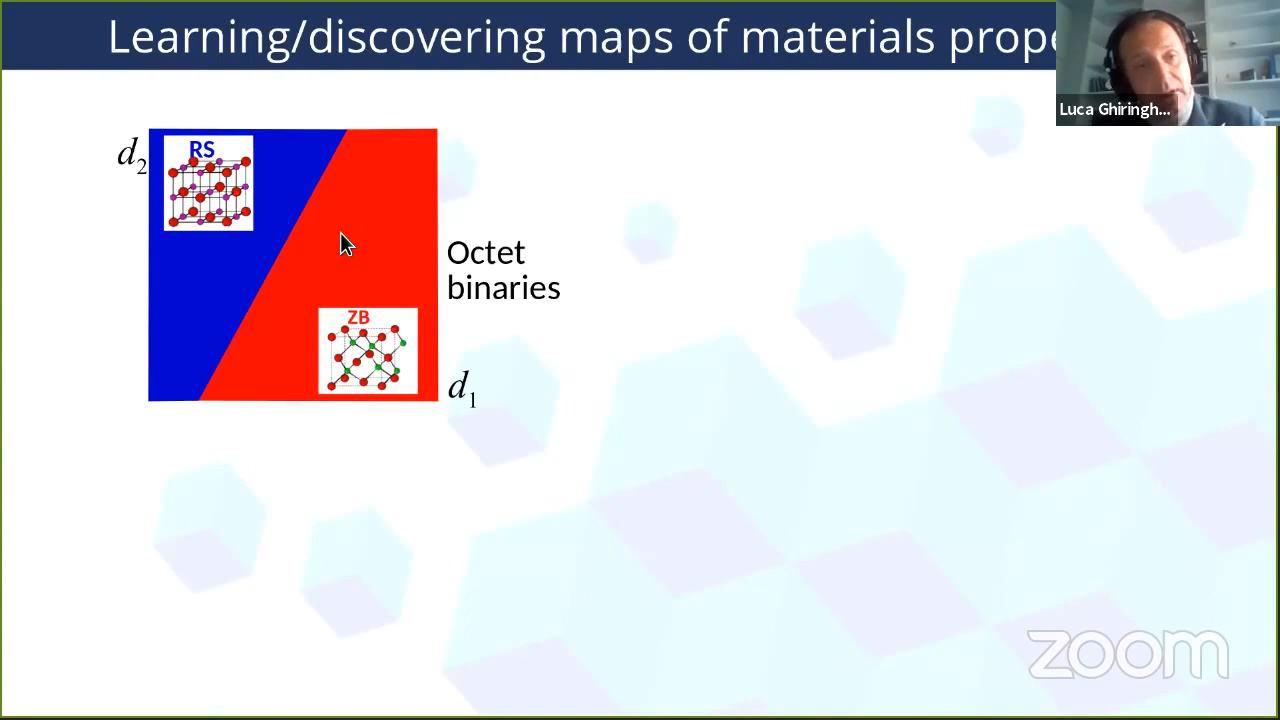 Learning/discovering maps of materials prope
Luca Ghiringh...
d2
RS
Octet
binaries
ZB
d1
zoom